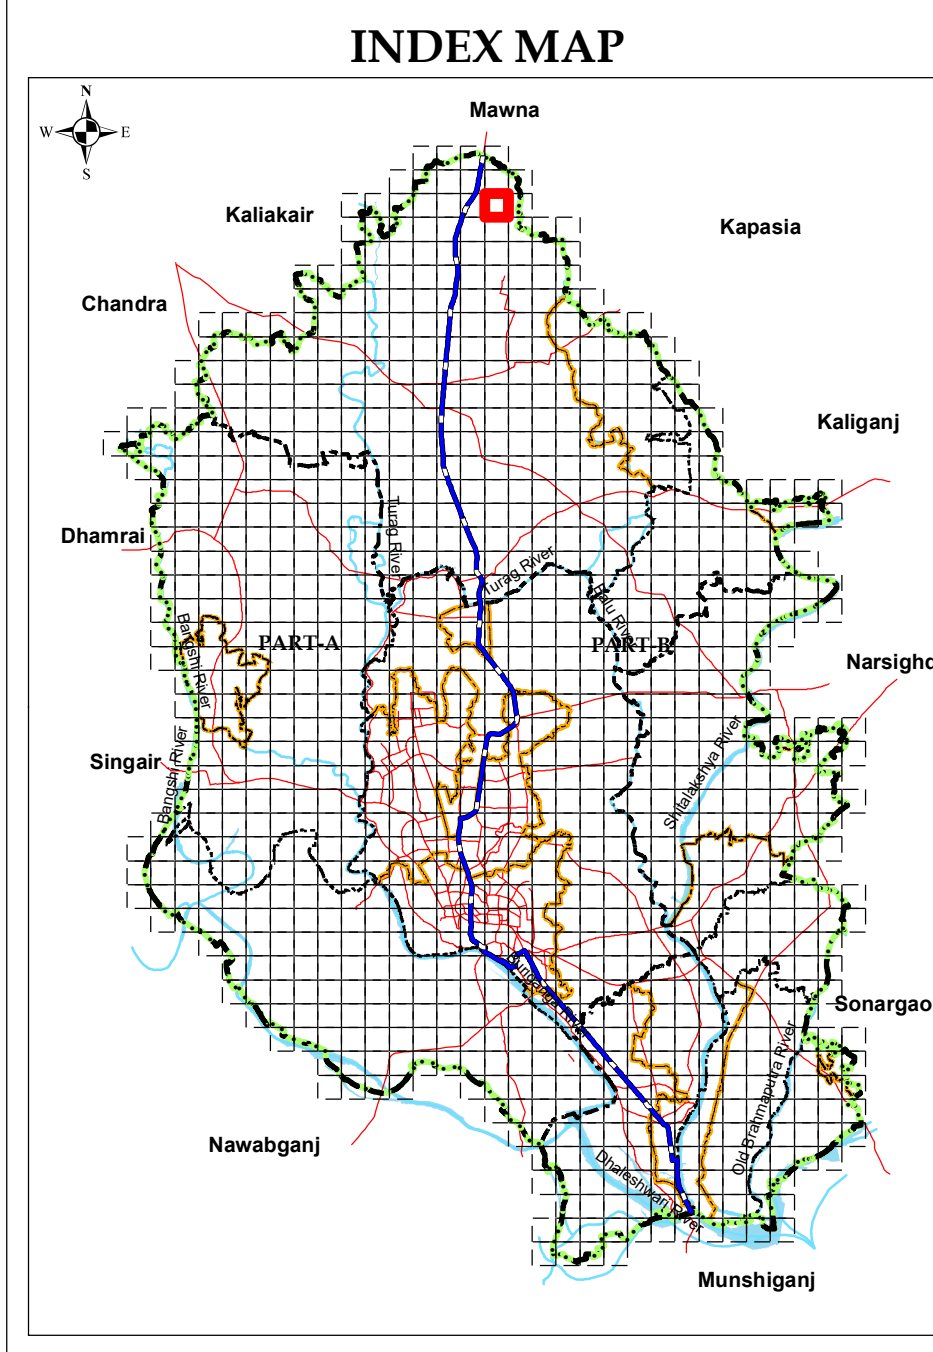 INDEX MAP
N
W E
S
Mawna
Kaliakair
Kapasia
Chandra
Kaliganj
Dhamrai
Turag River
Turag River
Balu River
PART-A
PART-B
Bangshi River
Narsighd
Shitalakshya River
Singair
Bangshi River
Buriganga River
Sonargao
Old Brahmaputra River
Nawabganj
Dhaleshwari River
Munshiganj